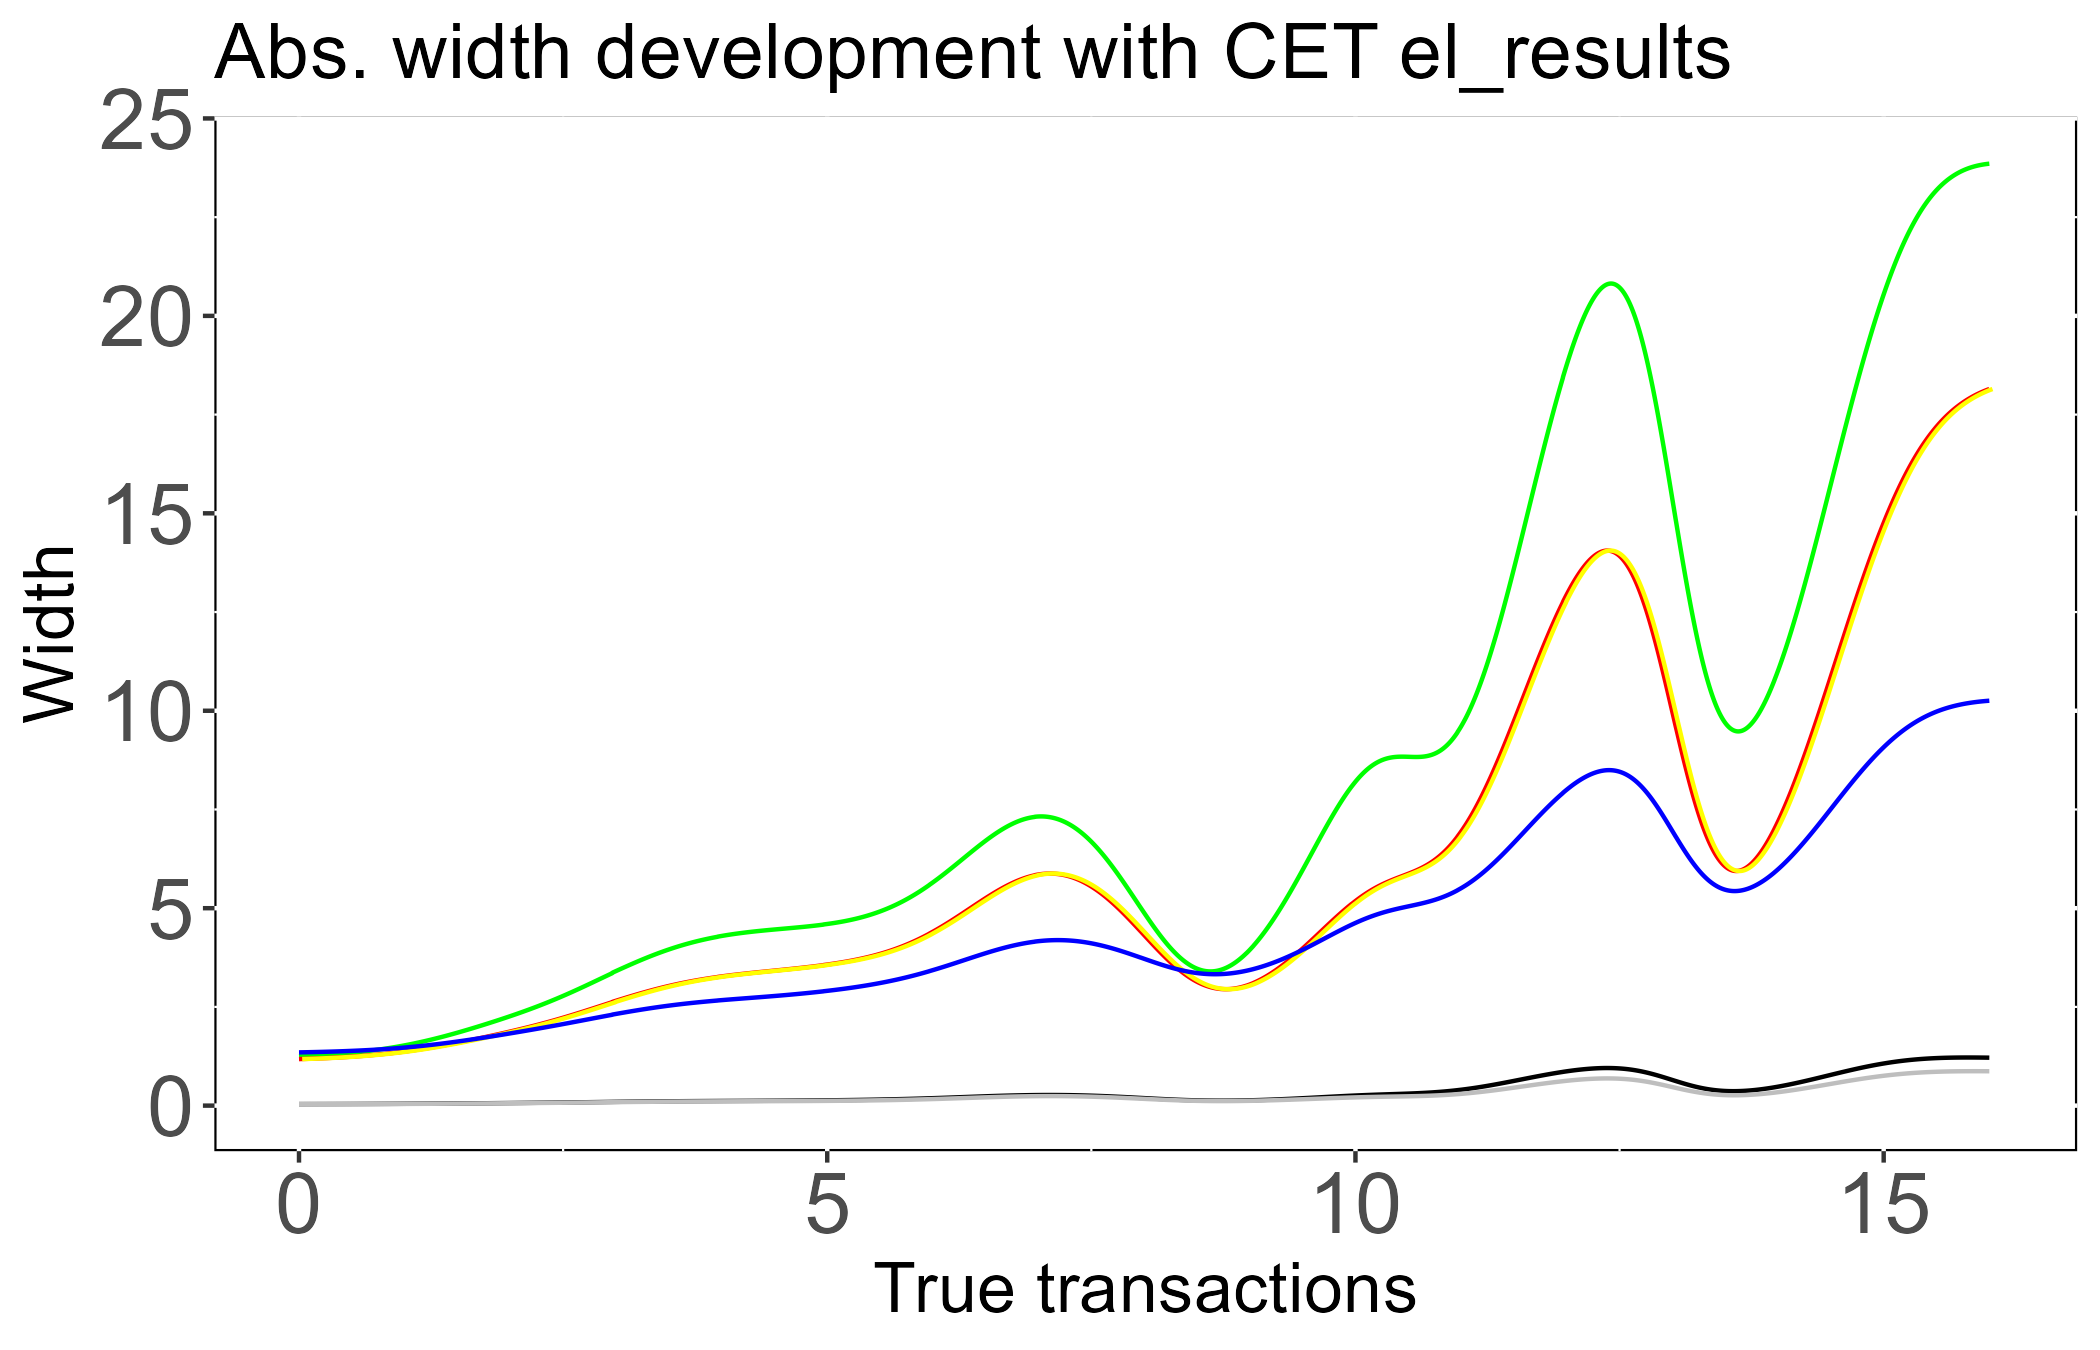 Abs. width development with CET el_results
25
20
15
10
5
0
Width
0 5 10 15
True transactions